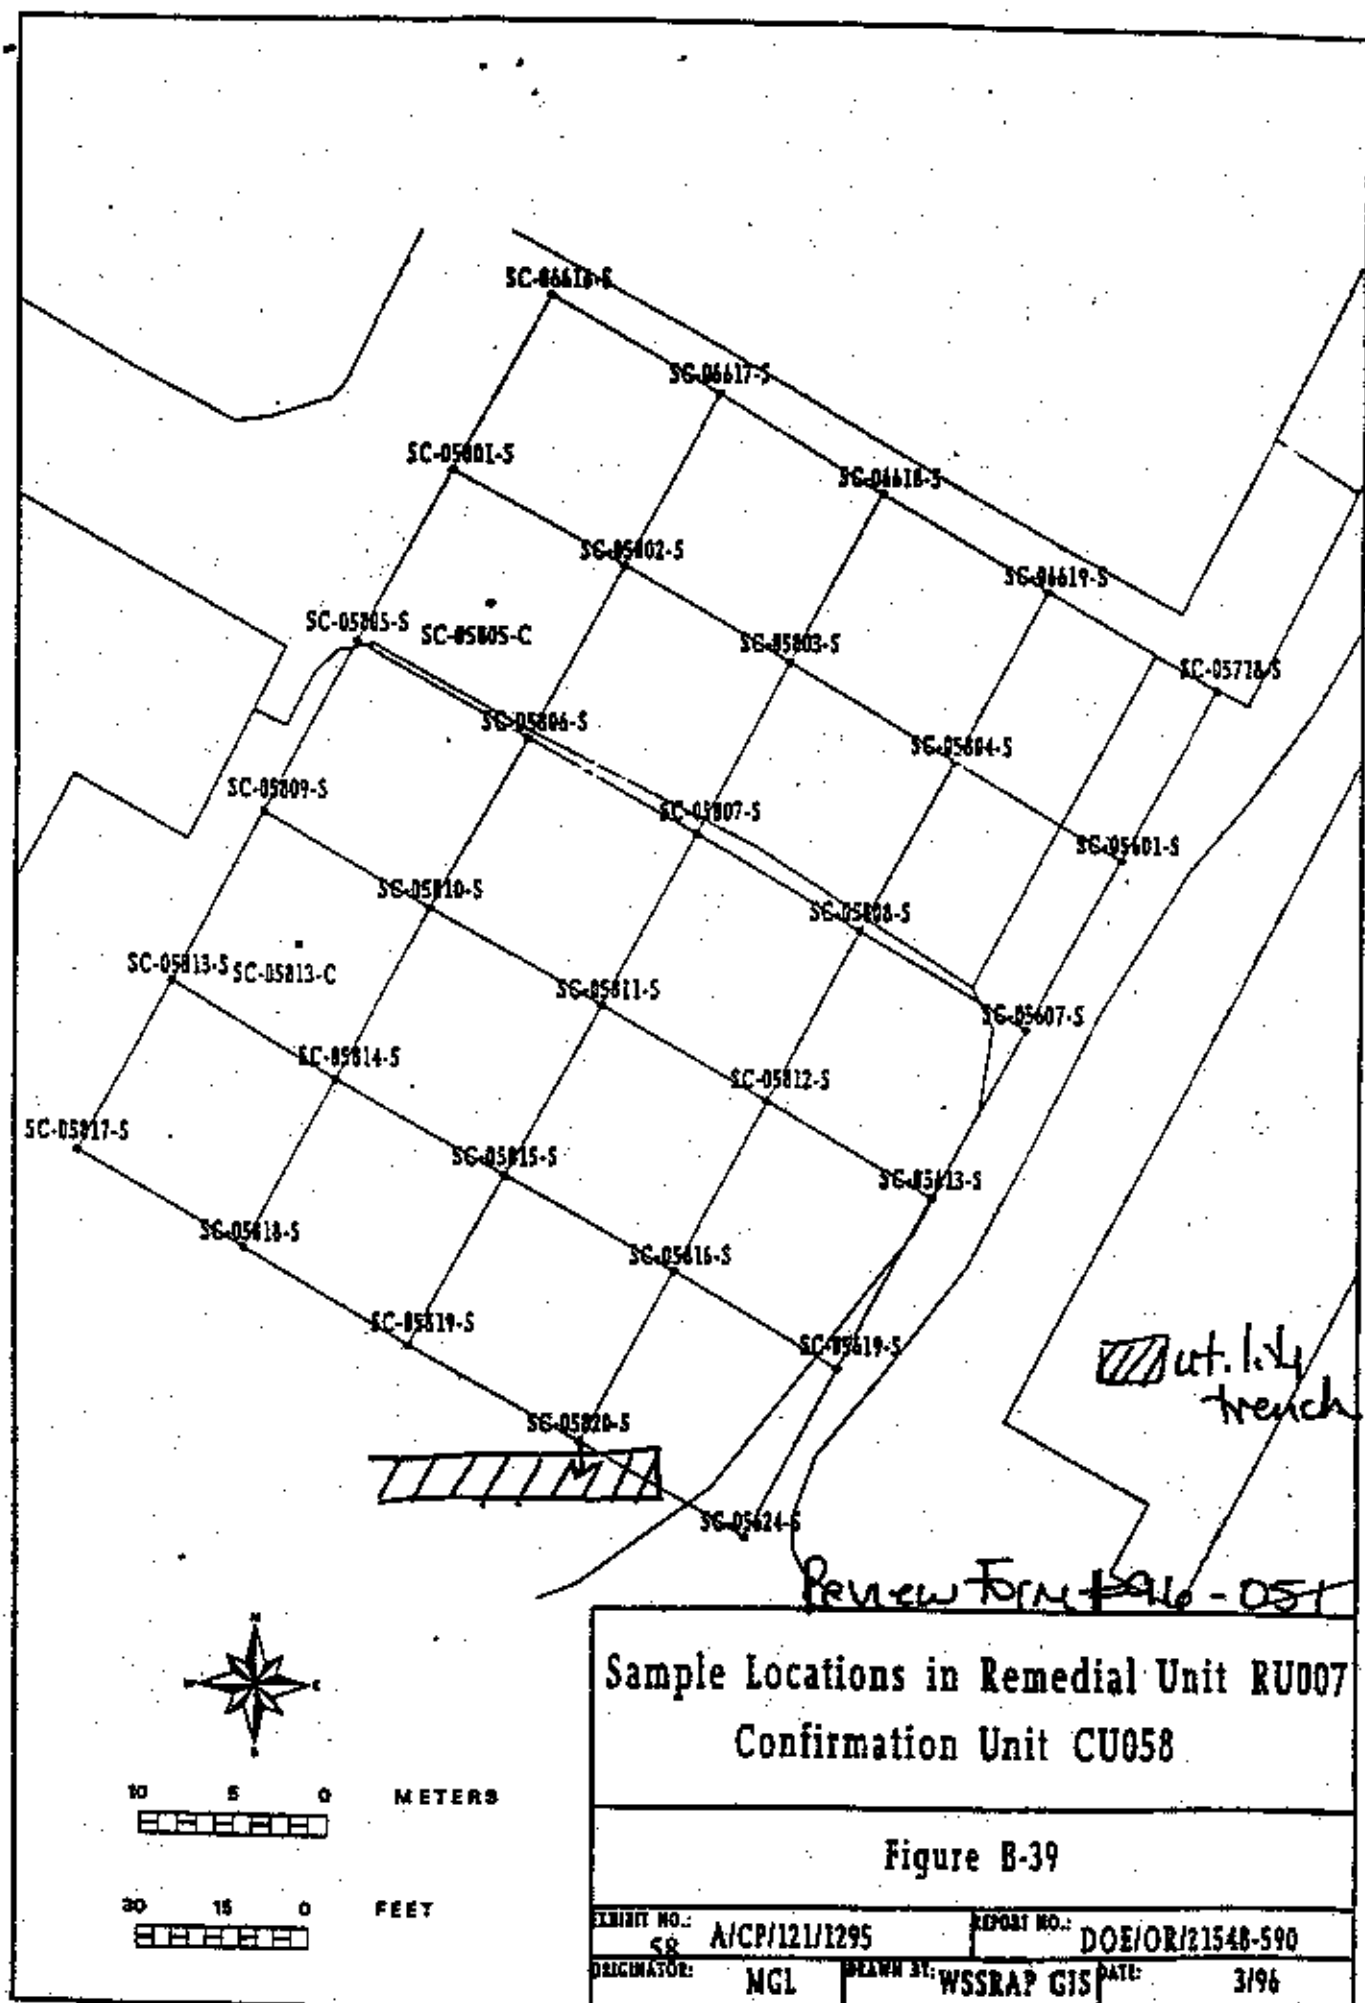 SC-06616-S
SC-06617-S
SC-05801-S
SC-06618-S
SC-05802-S
SC-06619-S
SC-05805-S
SC-05805-C
SC-05803-S
SC-05728-S
SC-05806-S
SC-05804-S
SC-05809-S
SC-05807-S
SC-05601-S
SC-05810-S
SC-05808-S
SC-05813-S
SC-05813-C
SC-05811-S
SC-05607-S
SC-05814-S
SC-05812-S
SC-05817-S
SC-05815-S
SC-05613-S
SC-05818-S
SC-05816-S
SC-05819-S
SC-05619-S
utility
trench
SC-05820-S
SC-05624-S
Review Form #96-051
N
W E
S
10 5 0 METERS
30 15 0 FEET
Sample Locations in Remedial Unit RU007
Confirmation Unit CU058
Figure B-39
EXHIBIT NO.: A/CP/121/1295
58
REPORT NO.: DOE/OR/21548-590
ORIGINATOR: MGL
DRAWN BY: WSSRAP GIS
DATE: 3/96